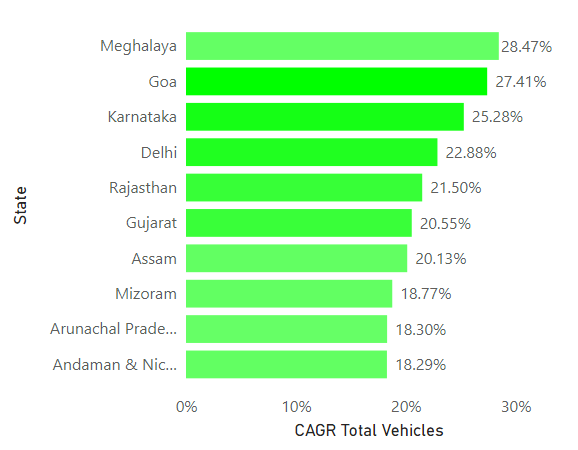 State
Meghalaya 28.47%
Goa 27.41%
Karnataka 25.28%
Delhi 22.88%
Rajasthan 21.50%
Gujarat 20.55%
Assam 20.13%
Mizoram 18.77%
Arunachal Prade... 18.30%
Andaman & Nic... 18.29%
0% 10% 20% 30%
CAGR Total Vehicles